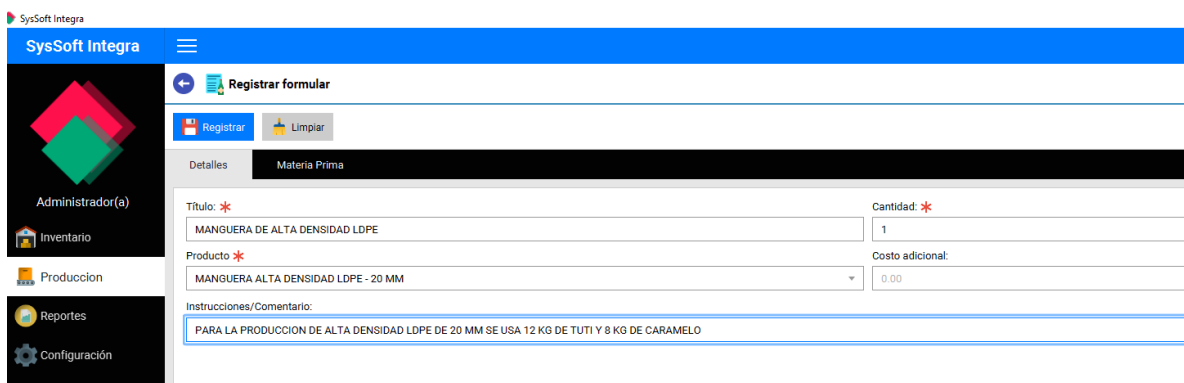 SysSoft Integra
SysSoft Integra
Registrar formular
Registrar
Limpiar
Detalles
Materia Prima
Administrador(a)
Inventario
Produccion
Reportes
Configuración
Título: *
Cantidad: *
MANGUERA DE ALTA DENSIDAD LDPE
1
Producto *
Costo adicional:
MANGUERA ALTA DENSIDAD LDPE - 20 MM
0.00
Instrucciones/Comentario:
PARA LA PRODUCCION DE ALTA DENSIDAD LDPE DE 20 MM SE USA 12 KG DE TUTI Y 8 KG DE CARAMELO